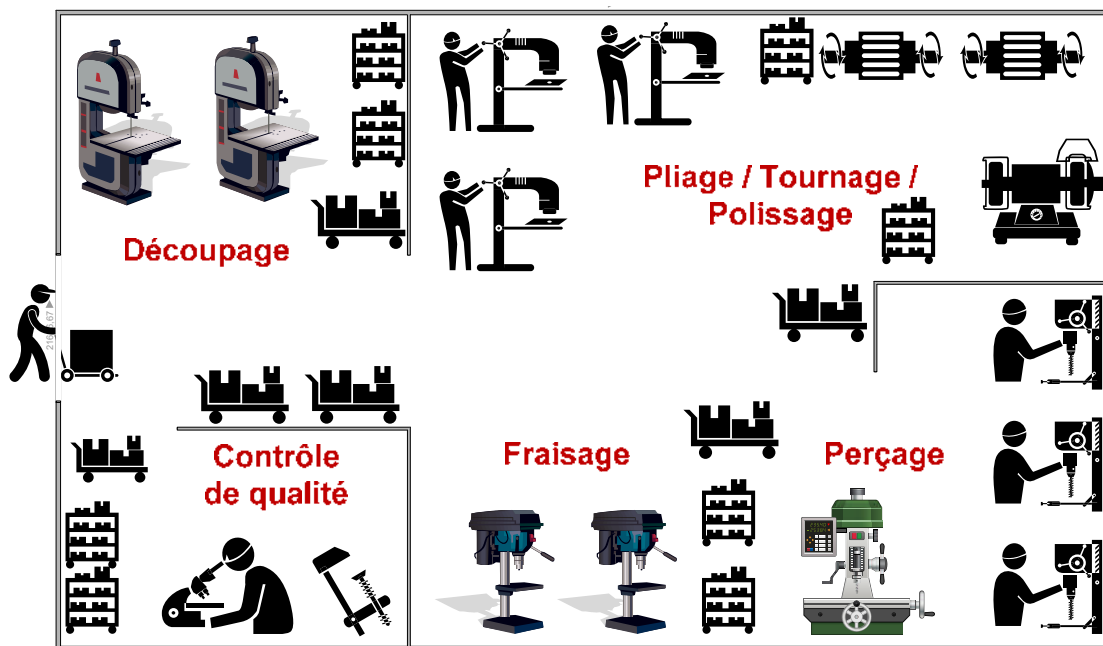 Découpage
Pliage / Tournage /
Polissage
Contrôle
de qualité
Fraisage
Perçage